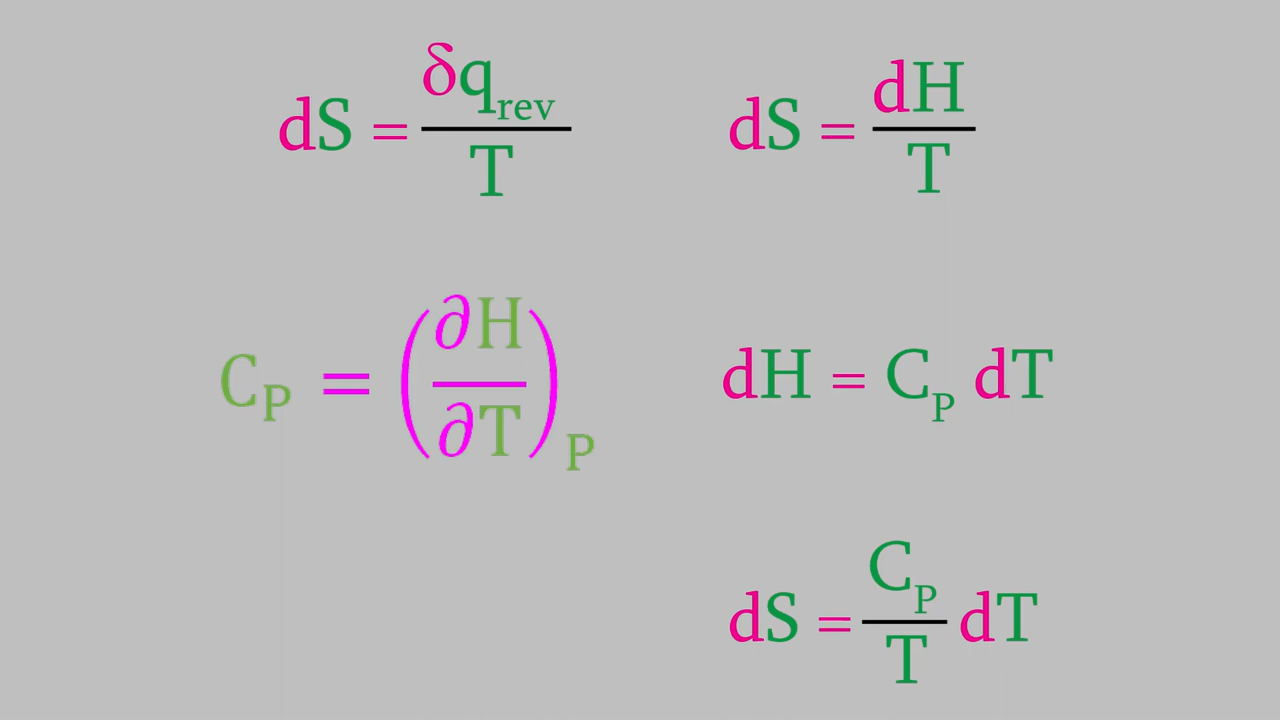 dS = δq_rev / T
dS = dH / T
C_P = (∂H / ∂T)_P
dH = C_P dT
dS = C_P / T dT